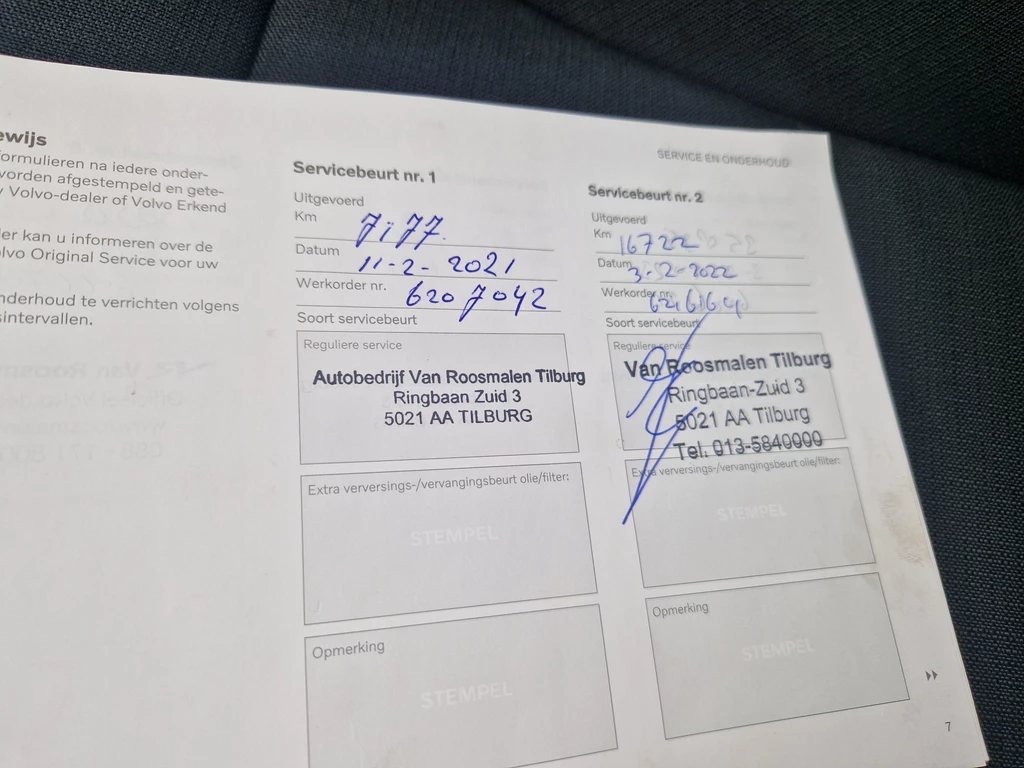 ewijs
ormulieren na iedere onder-
vorden afgestempeld en gete-
Volvo-dealer of Volvo Erkend
er kan u informeren over de
lvo Original Service voor uw
nderhoud te verrichten volgens
sintervallen.
SERVICE EN ONDERHOUD
Servicebeurt nr. 1
Uitgevoerd
Km 7177
Datum 11-2-2021
Werkorder nr. 6207042
Soort servicebeurt
Reguliere service
Autobedrijf Van Roosmalen Tilburg
Ringbaan Zuid 3
5021 AA TILBURG
Extra verversings-/vervangingsbeurt olie/filter:
STEMPEL
Opmerking
STEMPEL
Servicebeurt nr. 2
Uitgevoerd
Km 16722
Datum 3-2-2022
Werkorder nr.
Soort servicebeurt
Reguliere service
Van Roosmalen Tilburg
Ringbaan-Zuid 3
5021 AA Tilburg
Tel. 013-5840000
Extra verversings-/vervangingsbeurt olie/filter:
STEMPEL
Opmerking
STEMPEL
7